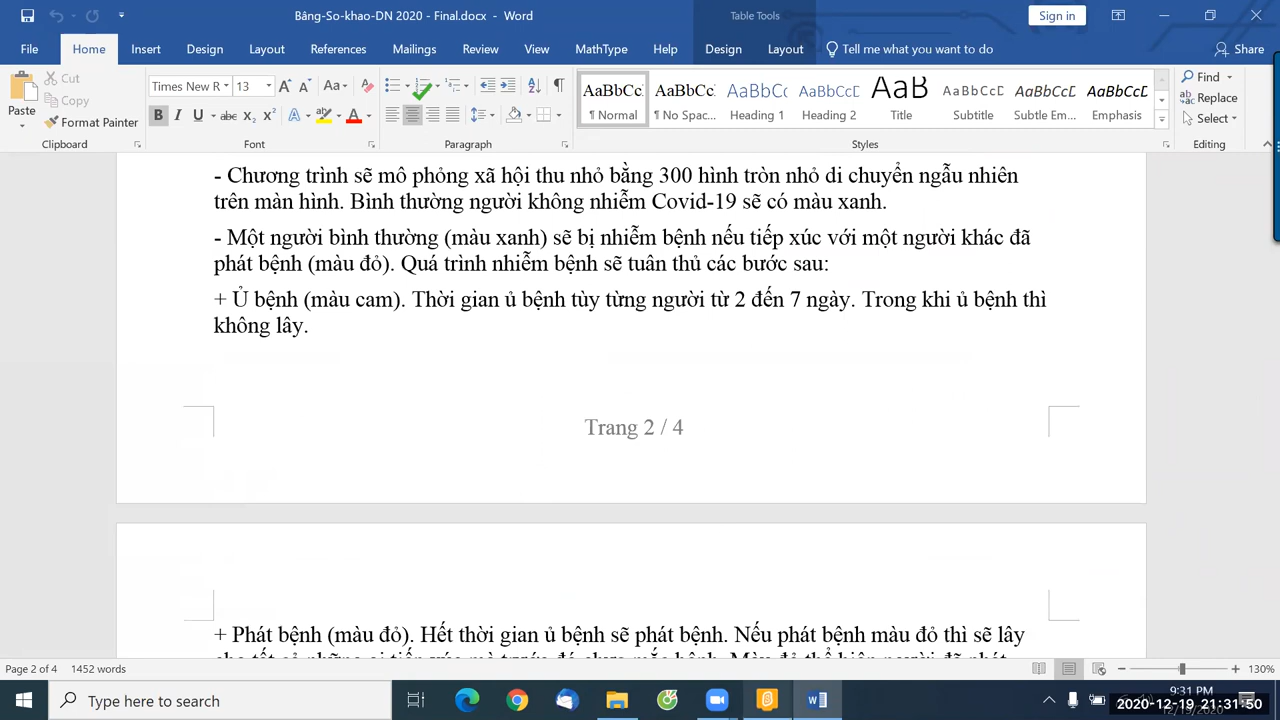 Bảng-So-khao-DN 2020 - Final.docx - Word
Table Tools
Sign in
File Home Insert Design Layout References Mailings Review View MathType Help Design Layout Tell me what you want to do Share
Paste
Cut
Copy
Format Painter
Clipboard
Times New R 13
Font
Paragraph
AaBbCc AaBbCc AaBbCc AaBbCcD AaB AaBbCcD AaBbCcD AaBbCcD
¶ Normal ¶ No Spac... Heading 1 Heading 2 Title Subtitle Subtle Em... Emphasis
Styles
Find
Replace
Select
Editing
- Chương trình sẽ mô phỏng xã hội thu nhỏ bằng 300 hình tròn nhỏ di chuyển ngẫu nhiên
trên màn hình. Bình thường người không nhiễm Covid-19 sẽ có màu xanh.
- Một người bình thường (màu xanh) sẽ bị nhiễm bệnh nếu tiếp xúc với một người khác đã
phát bệnh (màu đỏ). Quá trình nhiễm bệnh sẽ tuân thủ các bước sau:
+ Ủ bệnh (màu cam). Thời gian ủ bệnh tùy từng người từ 2 đến 7 ngày. Trong khi ủ bệnh thì
không lây.
Trang 2 / 4
+ Phát bệnh (màu đỏ). Hết thời gian ủ bệnh sẽ phát bệnh. Nếu phát bệnh màu đỏ thì sẽ lây
Page 2 of 4 1452 words
130%
Type here to search
9:31 PM
2020-12-19 21:31:50
12/19/2020